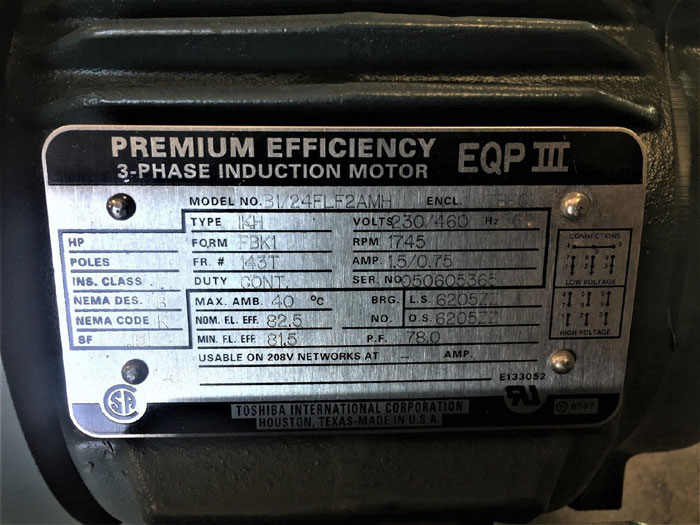 PREMIUM EFFICIENCY EQP III
3-PHASE INDUCTION MOTOR
MODEL NO. ENCL.
TYPE IKH VOLTS 230/460 Hz
HP FORM FBK1 RPM 1745
POLES FR. # 143T AMP. 1.5/0.75
INS. CLASS DUTY CONT. SER. NO 050605365
NEMA DES. B MAX. AMB. 40 °C BRG. L.S. 6205ZZ
NEMA CODE K NOM. F.L. EFF. 82.5 NO. O.S. 6205ZZ
SF MIN. F.L. EFF. 81.5 P.F. 78.0
USABLE ON 208V NETWORKS AT – AMP.
CONNECTIONS
LOW VOLTAGE
HIGH VOLTAGE
E133052
TOSHIBA INTERNATIONAL CORPORATION
HOUSTON, TEXAS-MADE IN U.S.A.